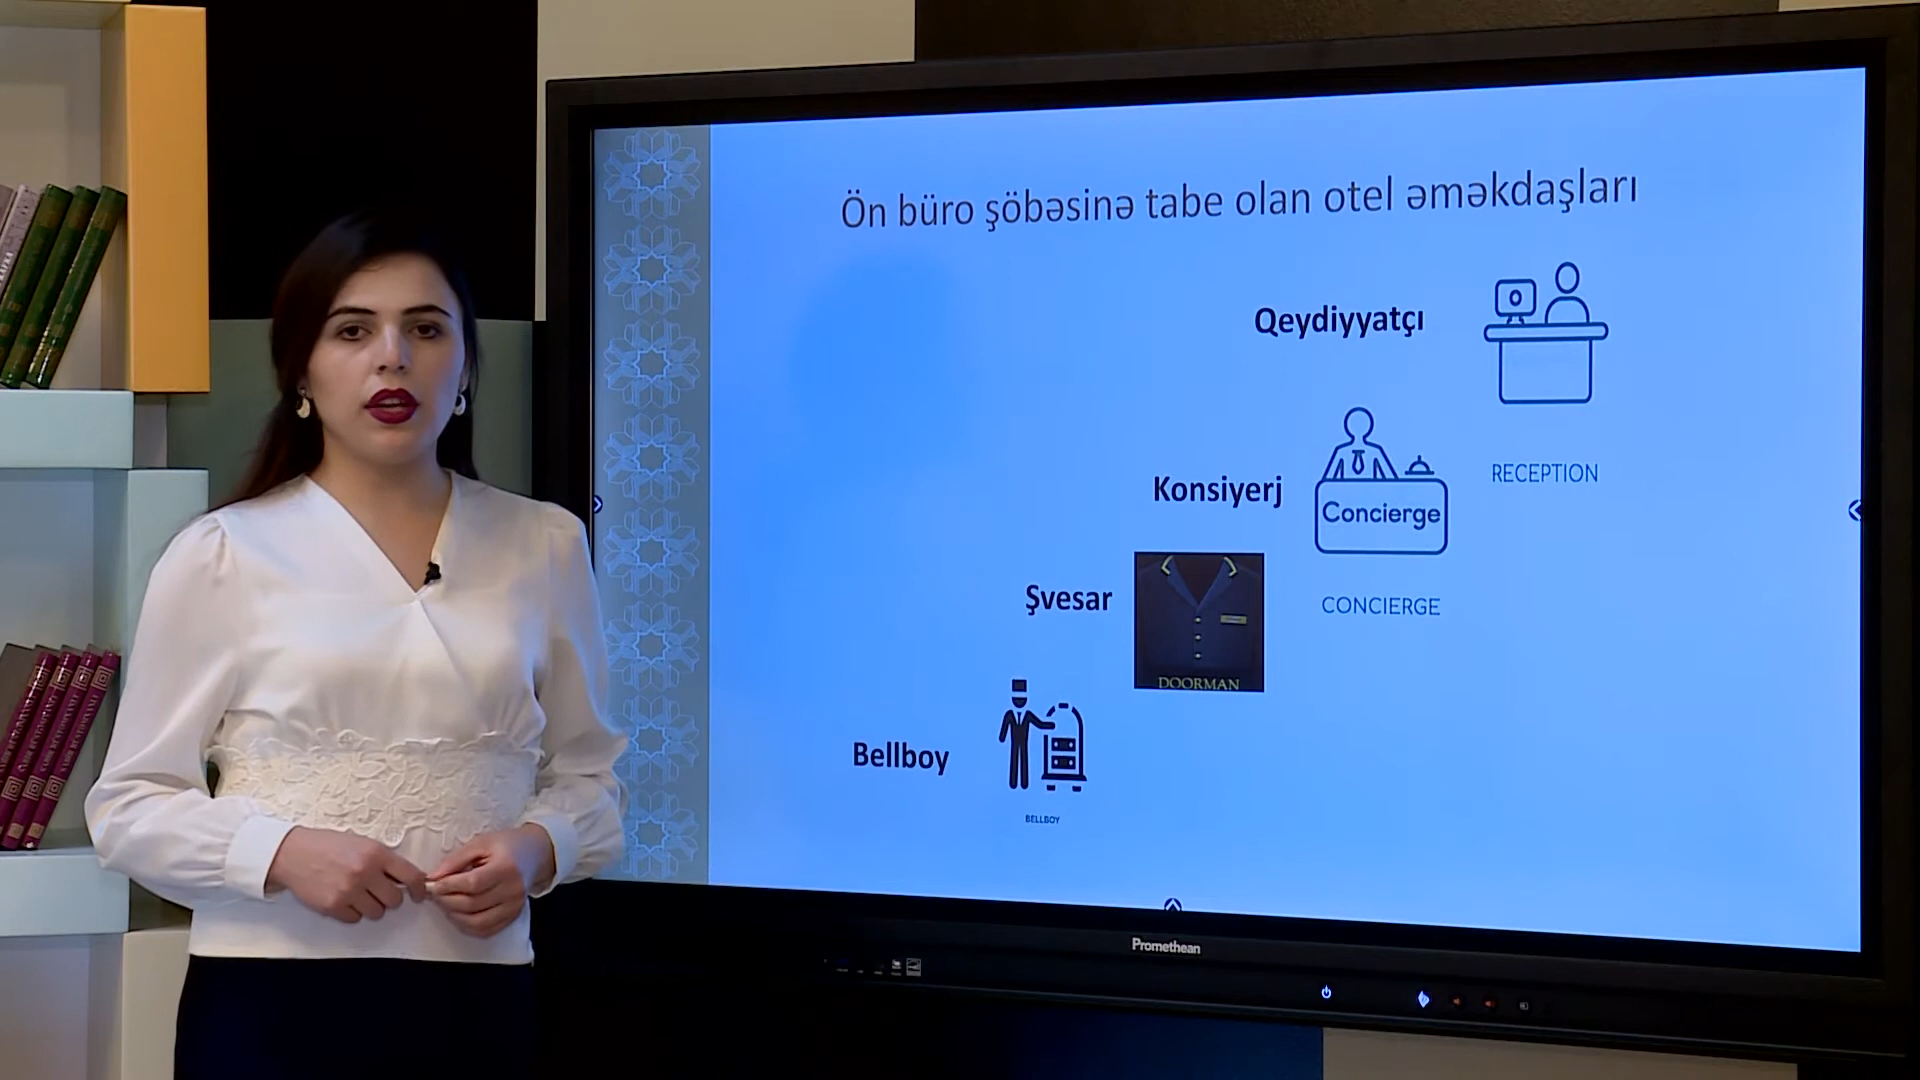 Ön büro şöbəsinə tabe olan otel əməkdaşları
Qeydiyyatçı
RECEPTION
Konsiyerj
Concierge
CONCIERGE
Şvesar
DOORMAN
Bellboy
BELLBOY
Promethean